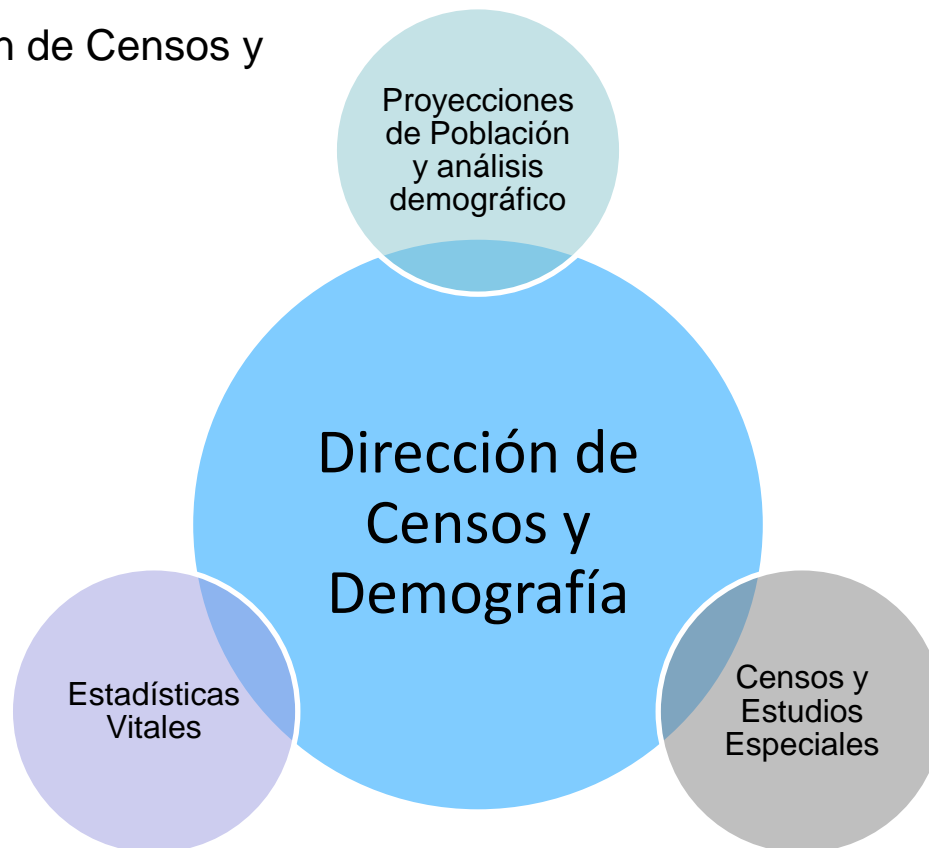 n de Censos y
Proyecciones
de Población
y análisis
demográfico
Dirección de
Censos y
Demografía
Estadísticas
Vitales
Censos y
Estudios
Especiales